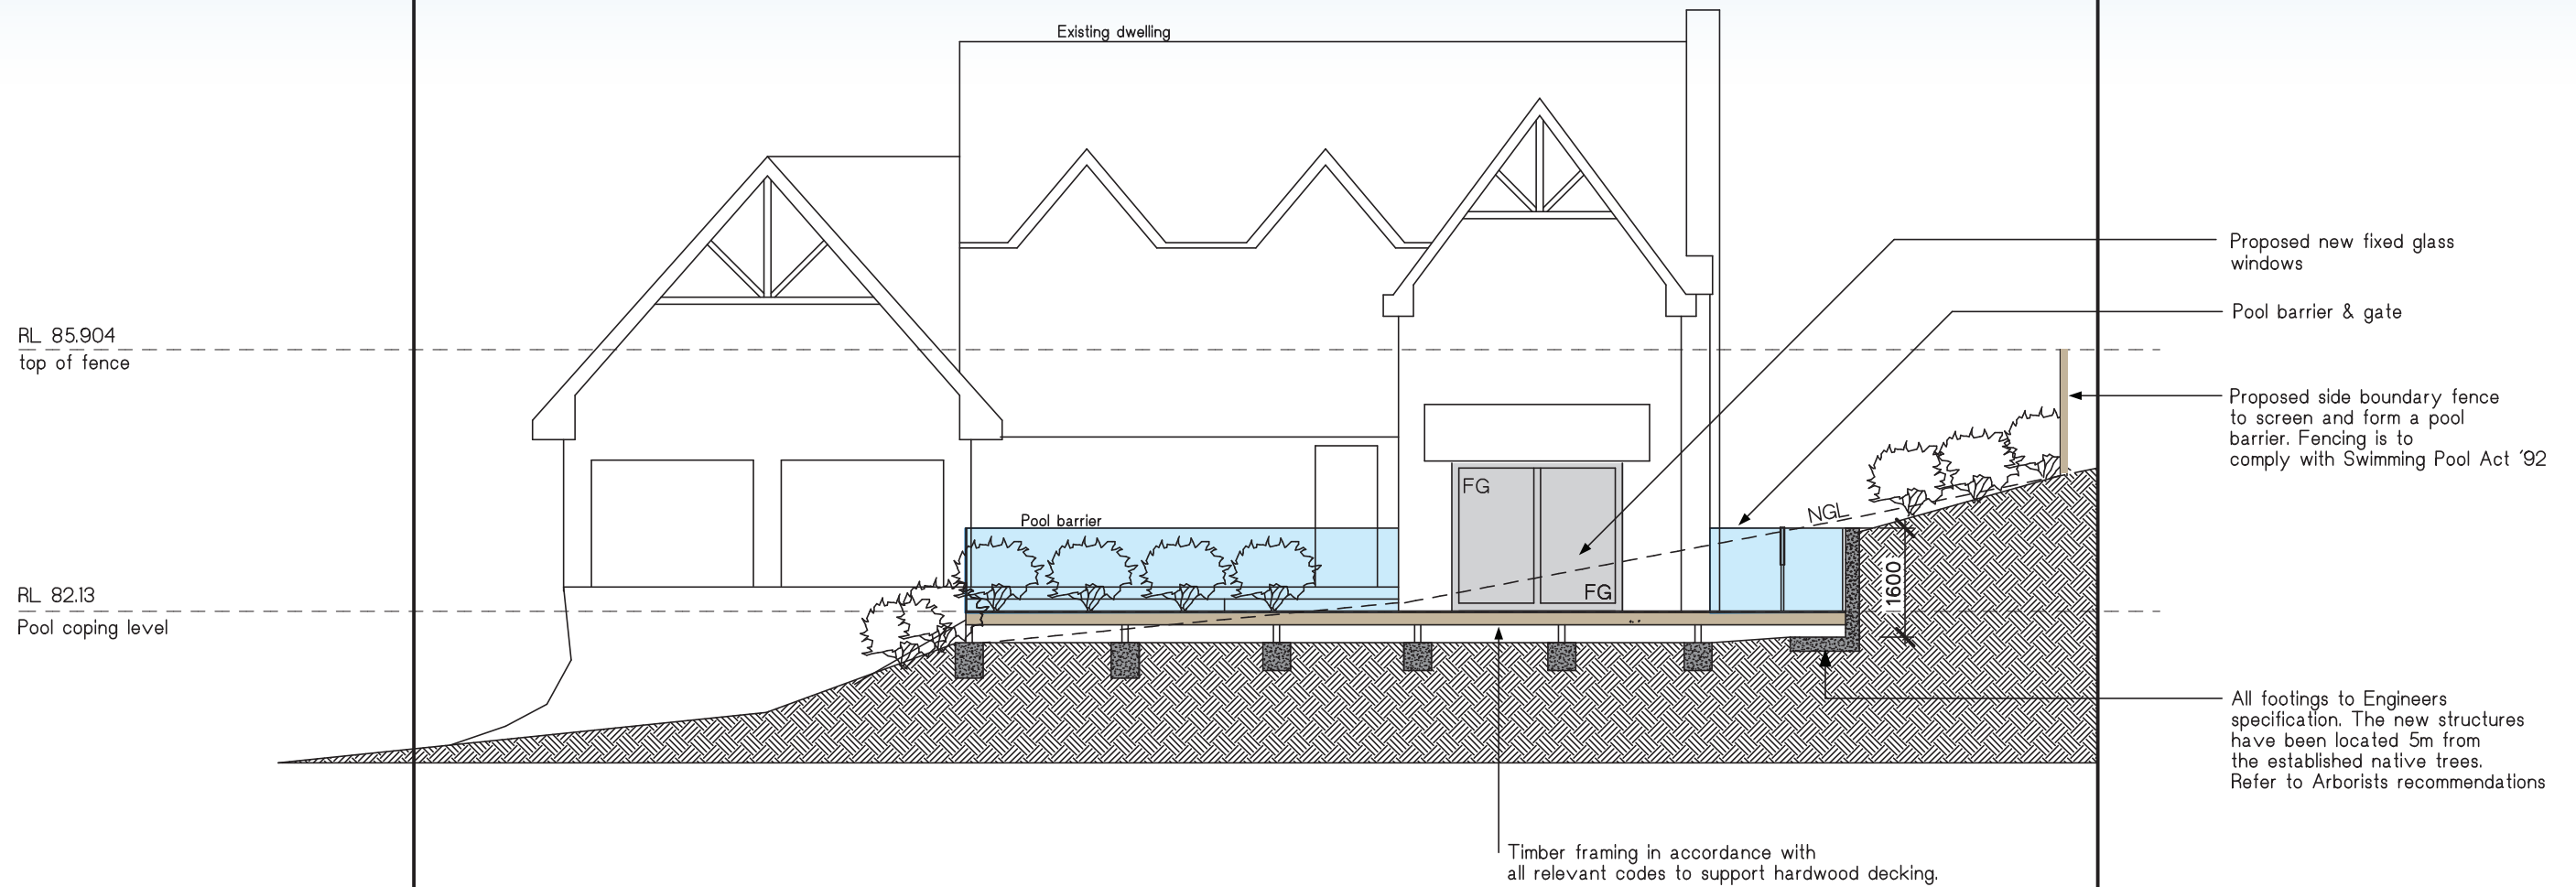 Existing dwelling
Proposed new fixed glass
windows
Pool barrier & gate
RL 85.904
top of fence
Proposed side boundary fence
to screen and form a pool
barrier. Fencing is to
comply with Swimming Pool Act '92
FG
NGL
Pool barrier
FG
1600
RL 82.13
Pool coping level
All footings to Engineers
specification. The new structures
have been located 5m from
the established native trees.
Refer to Arborists recommendations
Timber framing in accordance with
all relevant codes to support hardwood decking.